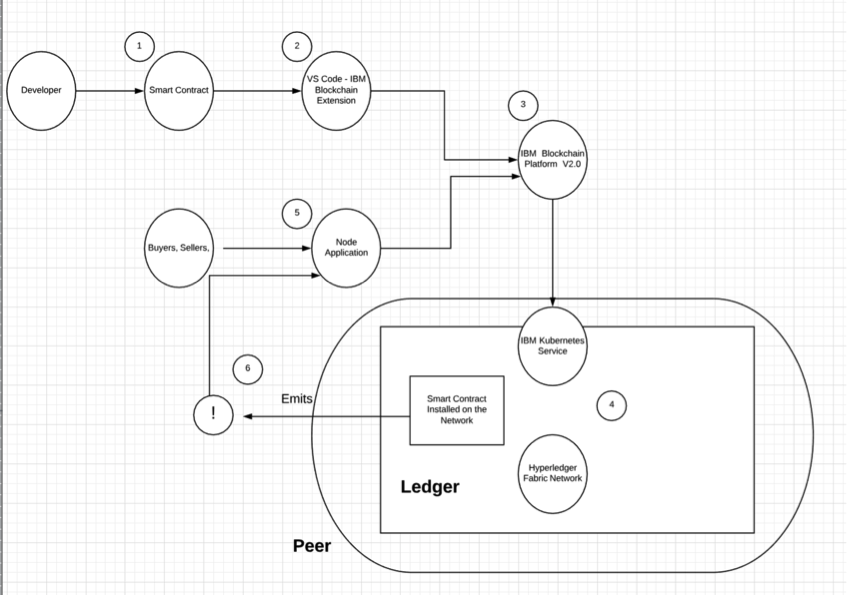 1
2
Developer
Smart Contract
VS Code - IBM
Blockchain
Extension
3
IBM Blockchain
Platform V2.0
5
Buyers, Sellers,
Node
Application
IBM Kubernetes
Service
6
Emits
!
Smart Contract
Installed on the
Network
4
Hyperledger
Fabric Network
Ledger
Peer